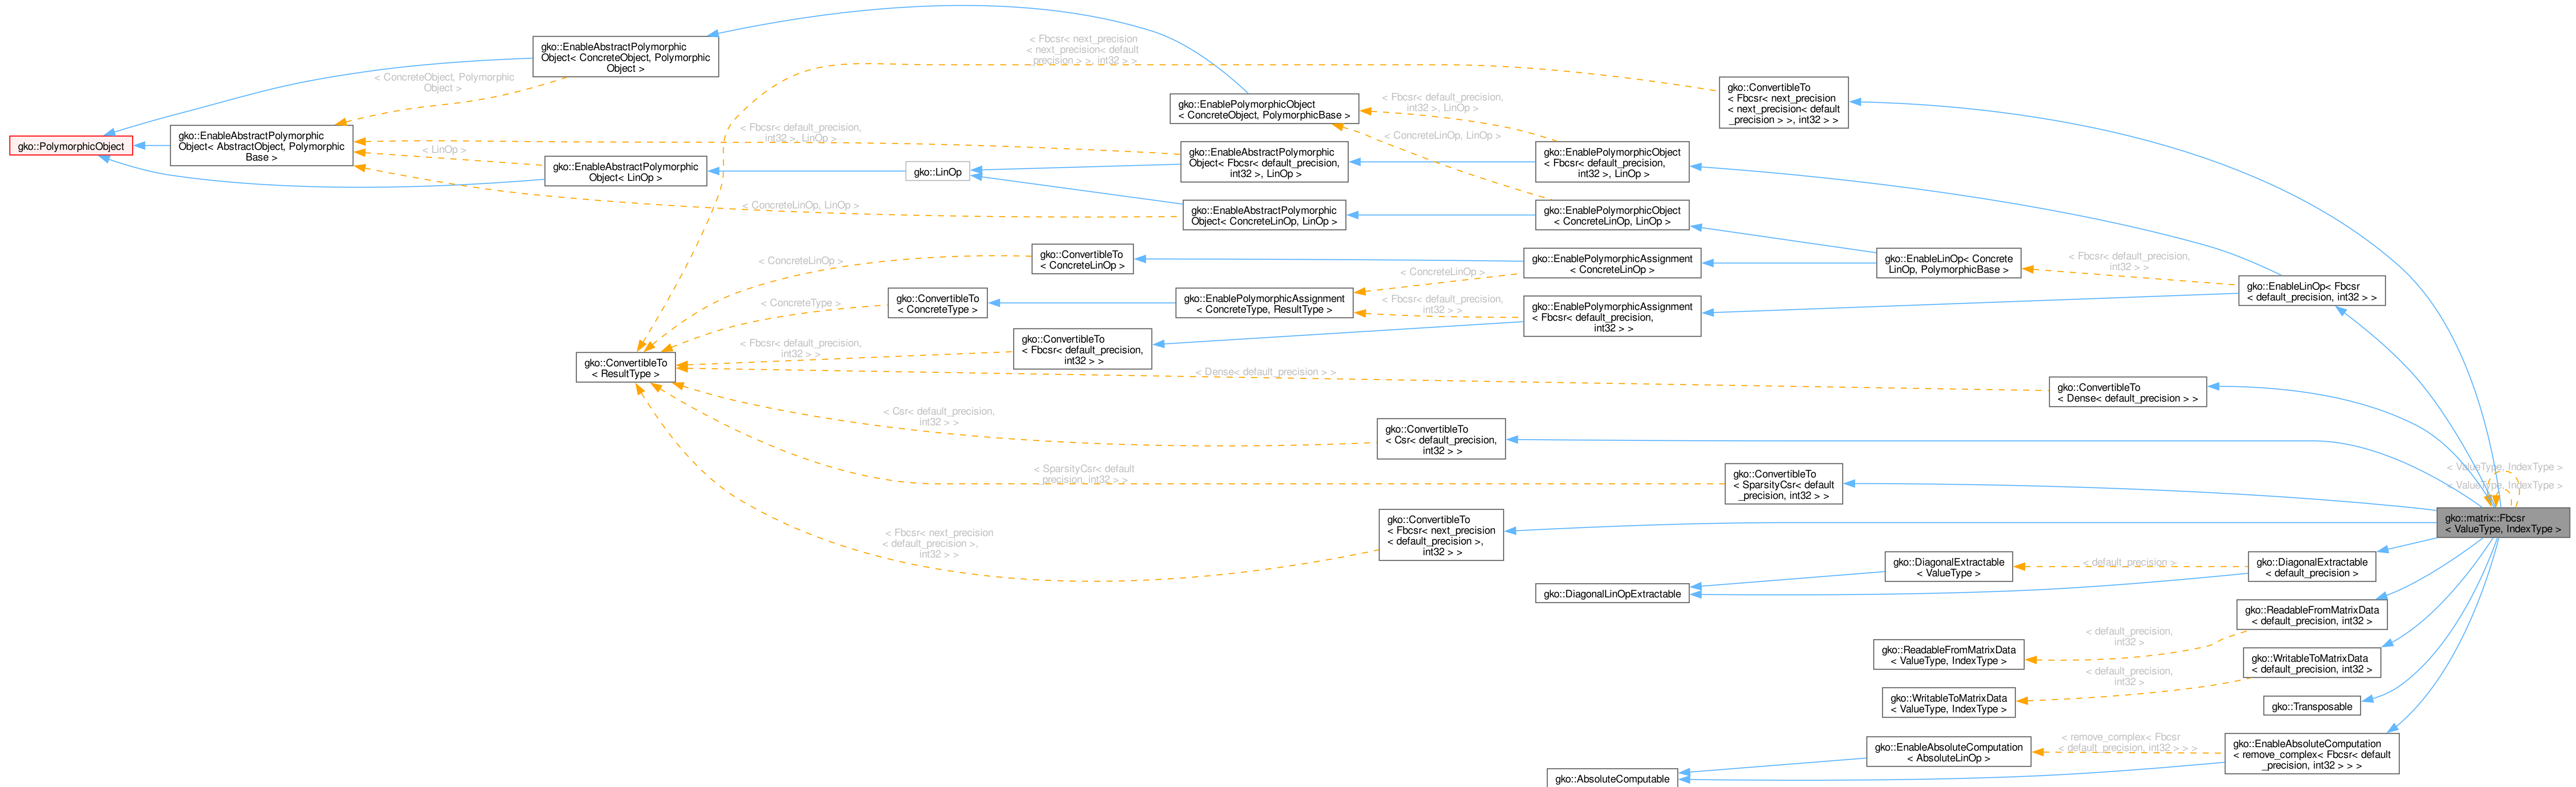 gko::PolymorphicObject
gko::EnableAbstractPolymorphic
Object< AbstractObject, Polymorphic
Base >
gko::EnableAbstractPolymorphic
Object< ConcreteObject, Polymorphic
Object >
< ConcreteObject, Polymorphic
Object >
gko::EnableAbstractPolymorphic
Object< LinOp >
< LinOp >
gko::ConvertibleTo
< ResultType >
< Fbcsr< next_precision
< next_precision< default
_precision > >, int32 > >
< Fbcsr< default_precision,
int32 >, LinOp >
< ConcreteLinOp, LinOp >
< ConcreteLinOp >
< ConcreteType >
< Fbcsr< default_precision,
int32 > >
gko::LinOp
gko::ConvertibleTo
< ConcreteLinOp >
gko::ConvertibleTo
< ConcreteType >
gko::ConvertibleTo
< Fbcsr< default_precision,
int32 > >
< Dense< default_precision > >
< Csr< default_precision,
int32 > >
< SparsityCsr< default
_precision, int32 > >
< Fbcsr< next_precision
< default_precision >,
int32 > >
gko::EnablePolymorphicObject
< ConcreteObject, PolymorphicBase >
gko::EnableAbstractPolymorphic
Object< Fbcsr< default_precision,
int32 >, LinOp >
gko::EnableAbstractPolymorphic
Object< ConcreteLinOp, LinOp >
gko::EnablePolymorphicAssignment
< ConcreteType, ResultType >
< Fbcsr< default_precision,
int32 >, LinOp >
< ConcreteLinOp, LinOp >
< ConcreteLinOp >
< Fbcsr< default_precision,
int32 > >
gko::ConvertibleTo
< Csr< default_precision,
int32 > >
gko::ConvertibleTo
< Fbcsr< next_precision
< default_precision >,
int32 > >
gko::EnablePolymorphicObject
< Fbcsr< default_precision,
int32 >, LinOp >
gko::EnablePolymorphicObject
< ConcreteLinOp, LinOp >
gko::EnablePolymorphicAssignment
< ConcreteLinOp >
gko::EnablePolymorphicAssignment
< Fbcsr< default_precision,
int32 > >
gko::DiagonalLinOpExtractable
gko::AbsoluteComputable
gko::ConvertibleTo
< Fbcsr< next_precision
< next_precision< default
_precision > >, int32 > >
gko::EnableLinOp< Concrete
LinOp, PolymorphicBase >
gko::ConvertibleTo
< SparsityCsr< default
_precision, int32 > >
gko::DiagonalExtractable
< ValueType >
gko::ReadableFromMatrixData
< ValueType, IndexType >
gko::WritableToMatrixData
< ValueType, IndexType >
gko::EnableAbsoluteComputation
< AbsoluteLinOp >
< Fbcsr< default_precision,
int32 > >
gko::ConvertibleTo
< Dense< default_precision > >
< default_precision >
< default_precision,
int32 >
< default_precision,
int32 >
< remove_complex< Fbcsr
< default_precision, int32 > > >
gko::EnableLinOp< Fbcsr
< default_precision, int32 > >
gko::DiagonalExtractable
< default_precision >
gko::ReadableFromMatrixData
< default_precision, int32 >
gko::WritableToMatrixData
< default_precision, int32 >
gko::Transposable
gko::EnableAbsoluteComputation
< remove_complex< Fbcsr< default
_precision, int32 > > >
< ValueType, IndexType >
< ValueType, IndexType >
gko::matrix::Fbcsr
< ValueType, IndexType >